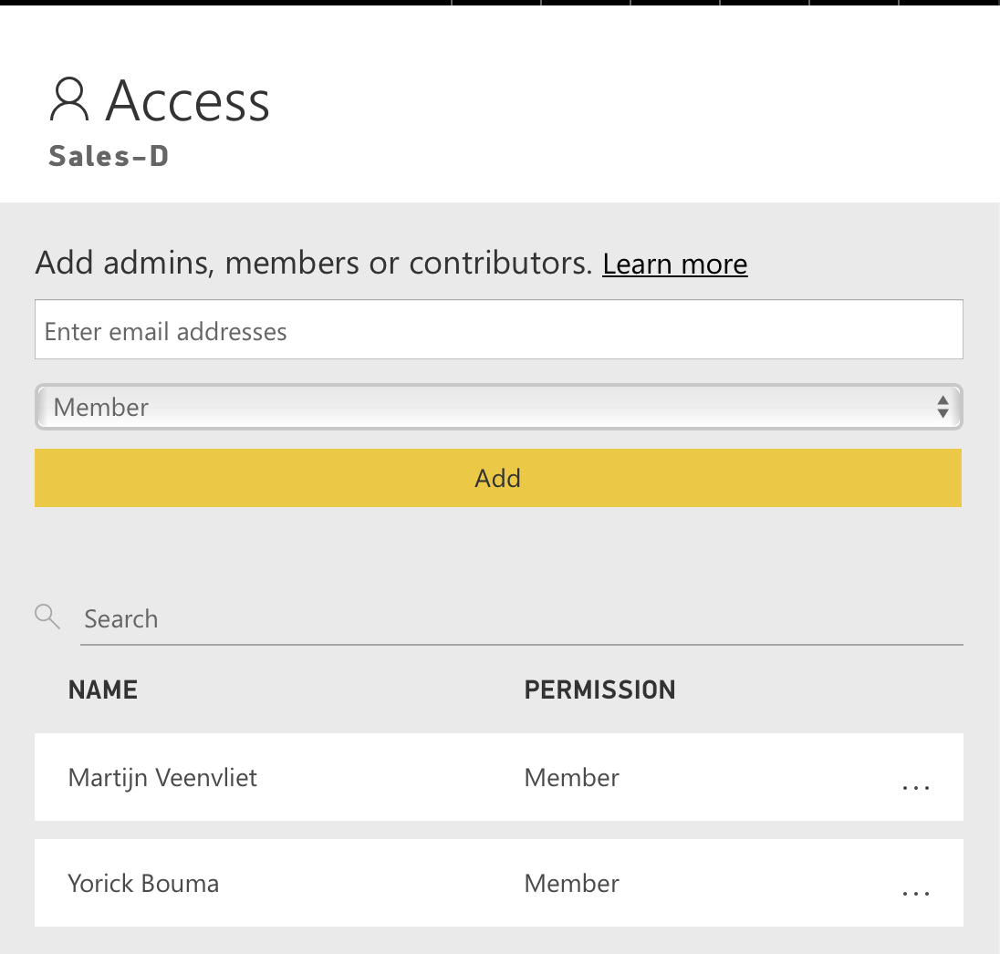 Access
Sales-D
Add admins, members or contributors. Learn more
Enter email addresses
Member
Add
Search
NAME PERMISSION
Martijn Veenvliet Member ...
Yorick Bouma Member ...